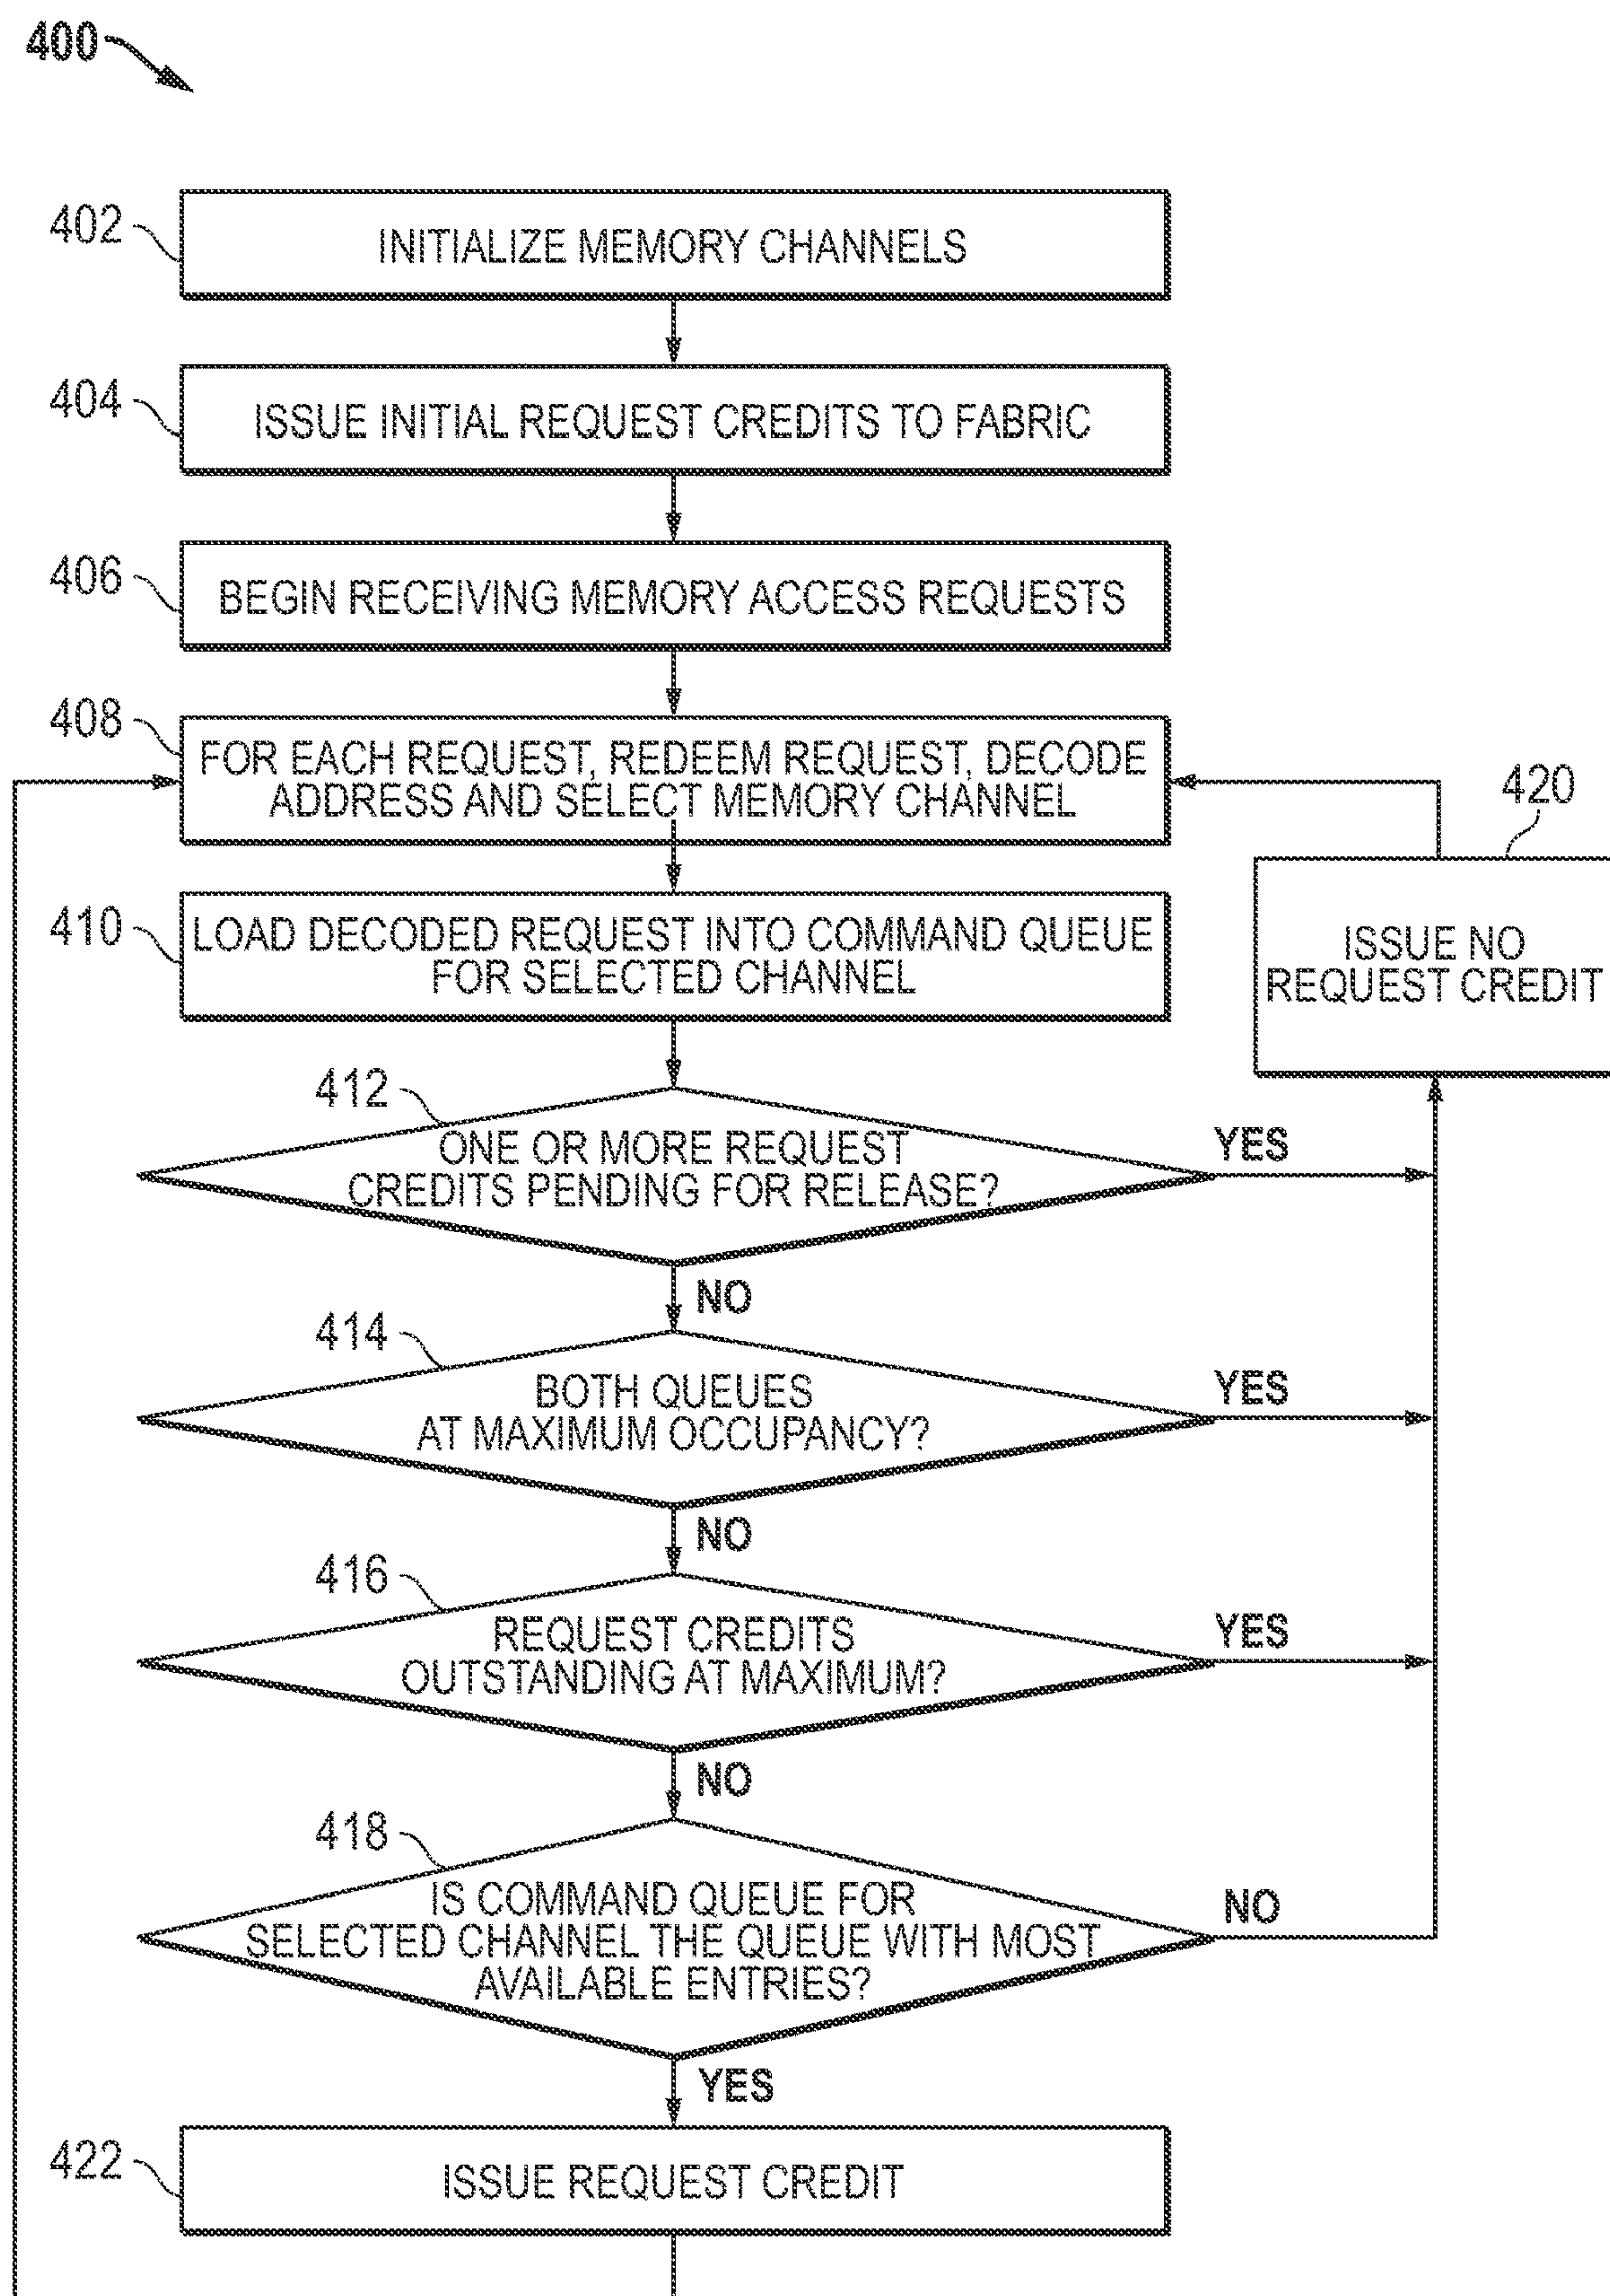 400
402
INITIALIZE MEMORY CHANNELS
404
ISSUE INITIAL REQUEST CREDITS TO FABRIC
406
BEGIN RECEIVING MEMORY ACCESS REQUESTS
408
FOR EACH REQUEST, REDEEM REQUEST, DECODE
ADDRESS AND SELECT MEMORY CHANNEL
420
ISSUE NO
REQUEST CREDIT
410
LOAD DECODED REQUEST INTO COMMAND QUEUE
FOR SELECTED CHANNEL
412
ONE OR MORE REQUEST
CREDITS PENDING FOR RELEASE?
YES
NO
414
BOTH QUEUES
AT MAXIMUM OCCUPANCY?
YES
NO
416
REQUEST CREDITS
OUTSTANDING AT MAXIMUM?
YES
NO
418
IS COMMAND QUEUE FOR
SELECTED CHANNEL THE QUEUE WITH MOST
AVAILABLE ENTRIES?
NO
YES
422
ISSUE REQUEST CREDIT